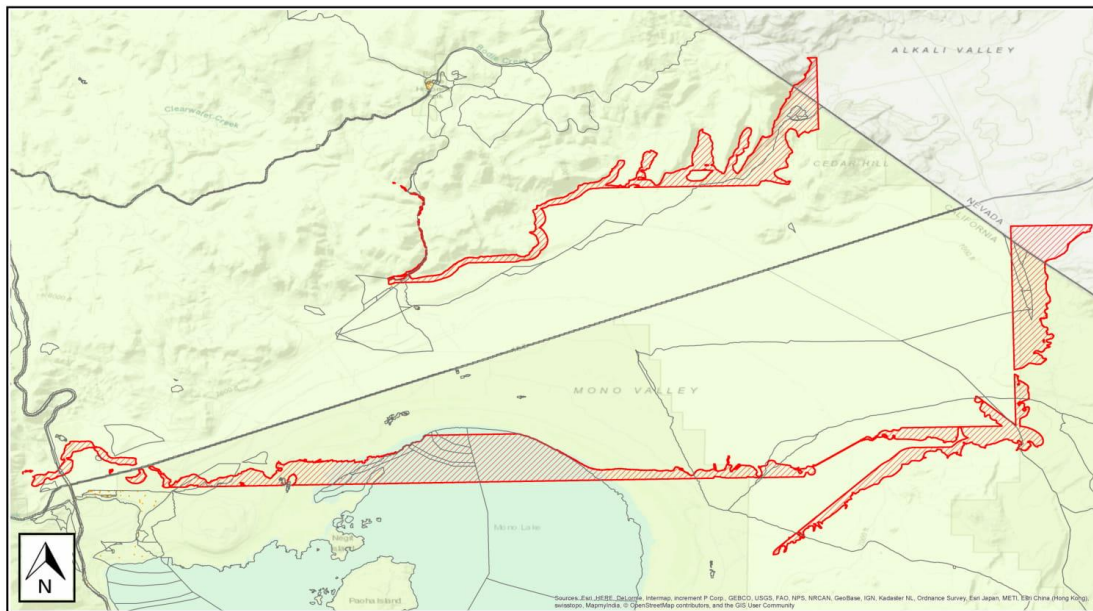 ALKALI VALLEY
Clearwater Creek
CEDAR HILL
NEVADA
CALIFORNIA
MONO VALLEY
Mono Lake
Negit
Island
Paoha Island
N
Sources: Esri, HERE, DeLorme, Intermap, increment P Corp., GEBCO, USGS, FAO, NPS, NRCAN, GeoBase, IGN, Kadaster NL, Ordnance Survey, Esri Japan, METI, Esri China (Hong Kong),
swisstopo, MapmyIndia, © OpenStreetMap contributors, and the GIS User Community